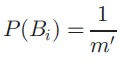 P(B_i) = \frac{1}{m'}